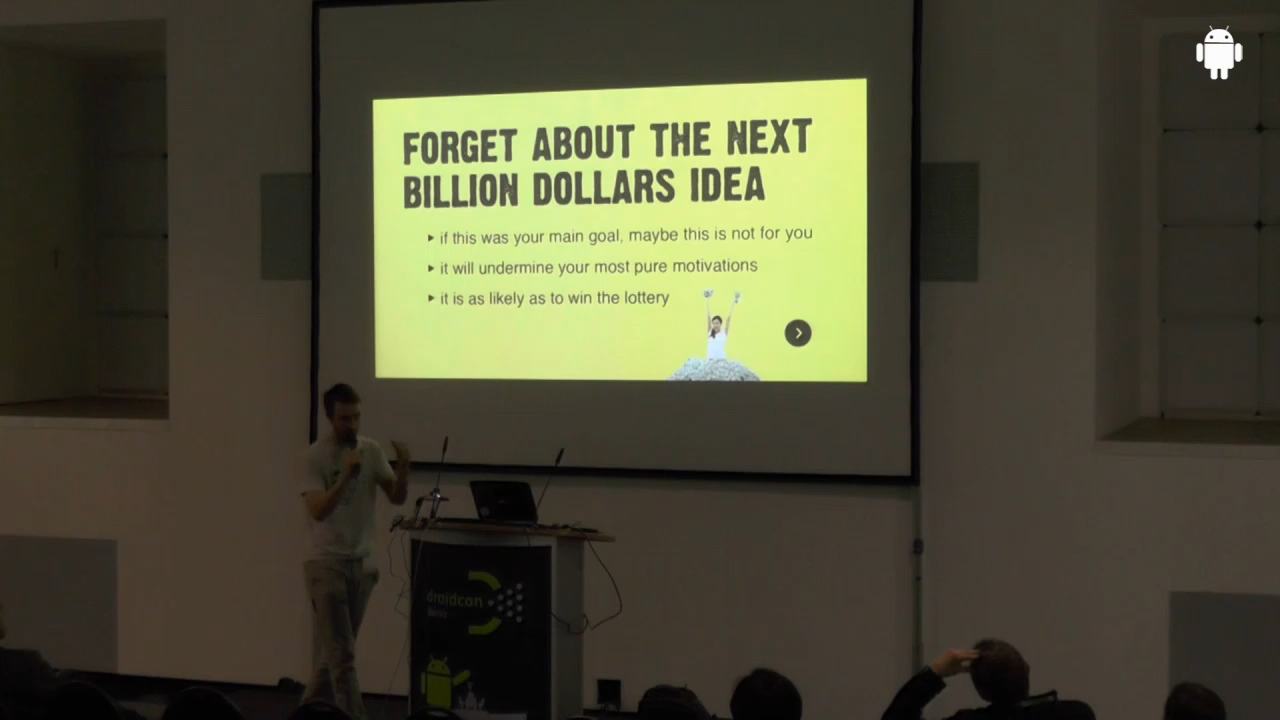 FORGET ABOUT THE NEXT
BILLION DOLLARS IDEA
if this was your main goal, maybe this is not for you
it will undermine your most pure motivations
it is as likely as to win the lottery
droidcon